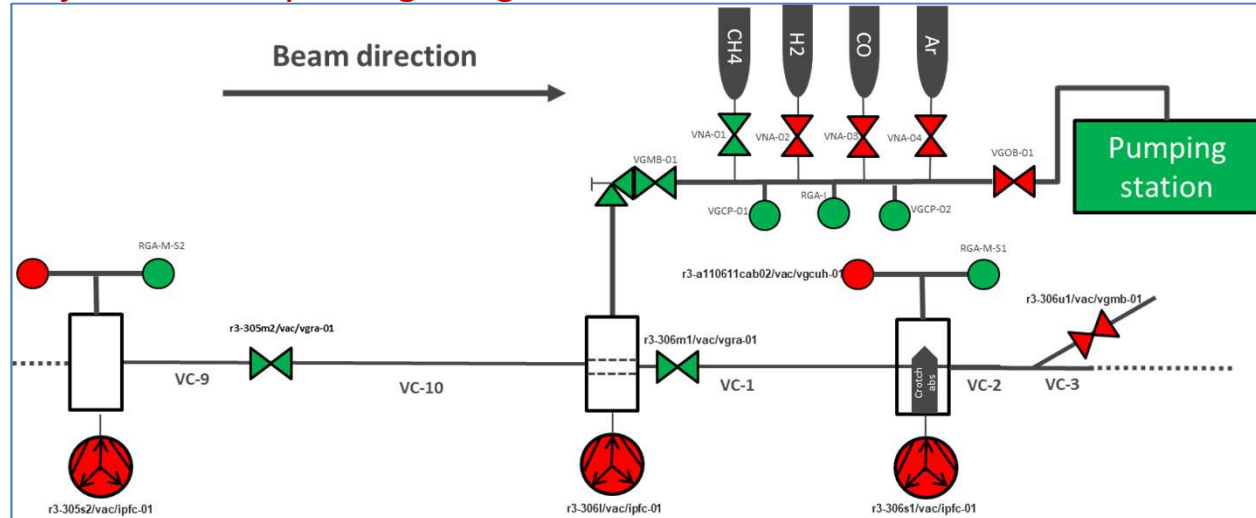 Beam direction
CH4
H2
CO
Ar
VNA-01
VNA-02
VNA-03
VNA-04
VGMB-01
VGOB-01
Pumping
station
VGCP-01
RGA-I
VGCP-02
RGA-M-S2
RGA-M-S1
r3-a110611cab02/vac/vgcuh-01
r3-306u1/vac/vgmb-01
r3-305m2/vac/vgra-01
r3-306m1/vac/vgra-01
VC-9
VC-10
VC-1
Crotch
abs
VC-2
VC-3
r3-305s2/vac/ipfc-01
r3-306l/vac/ipfc-01
r3-306s1/vac/ipfc-01